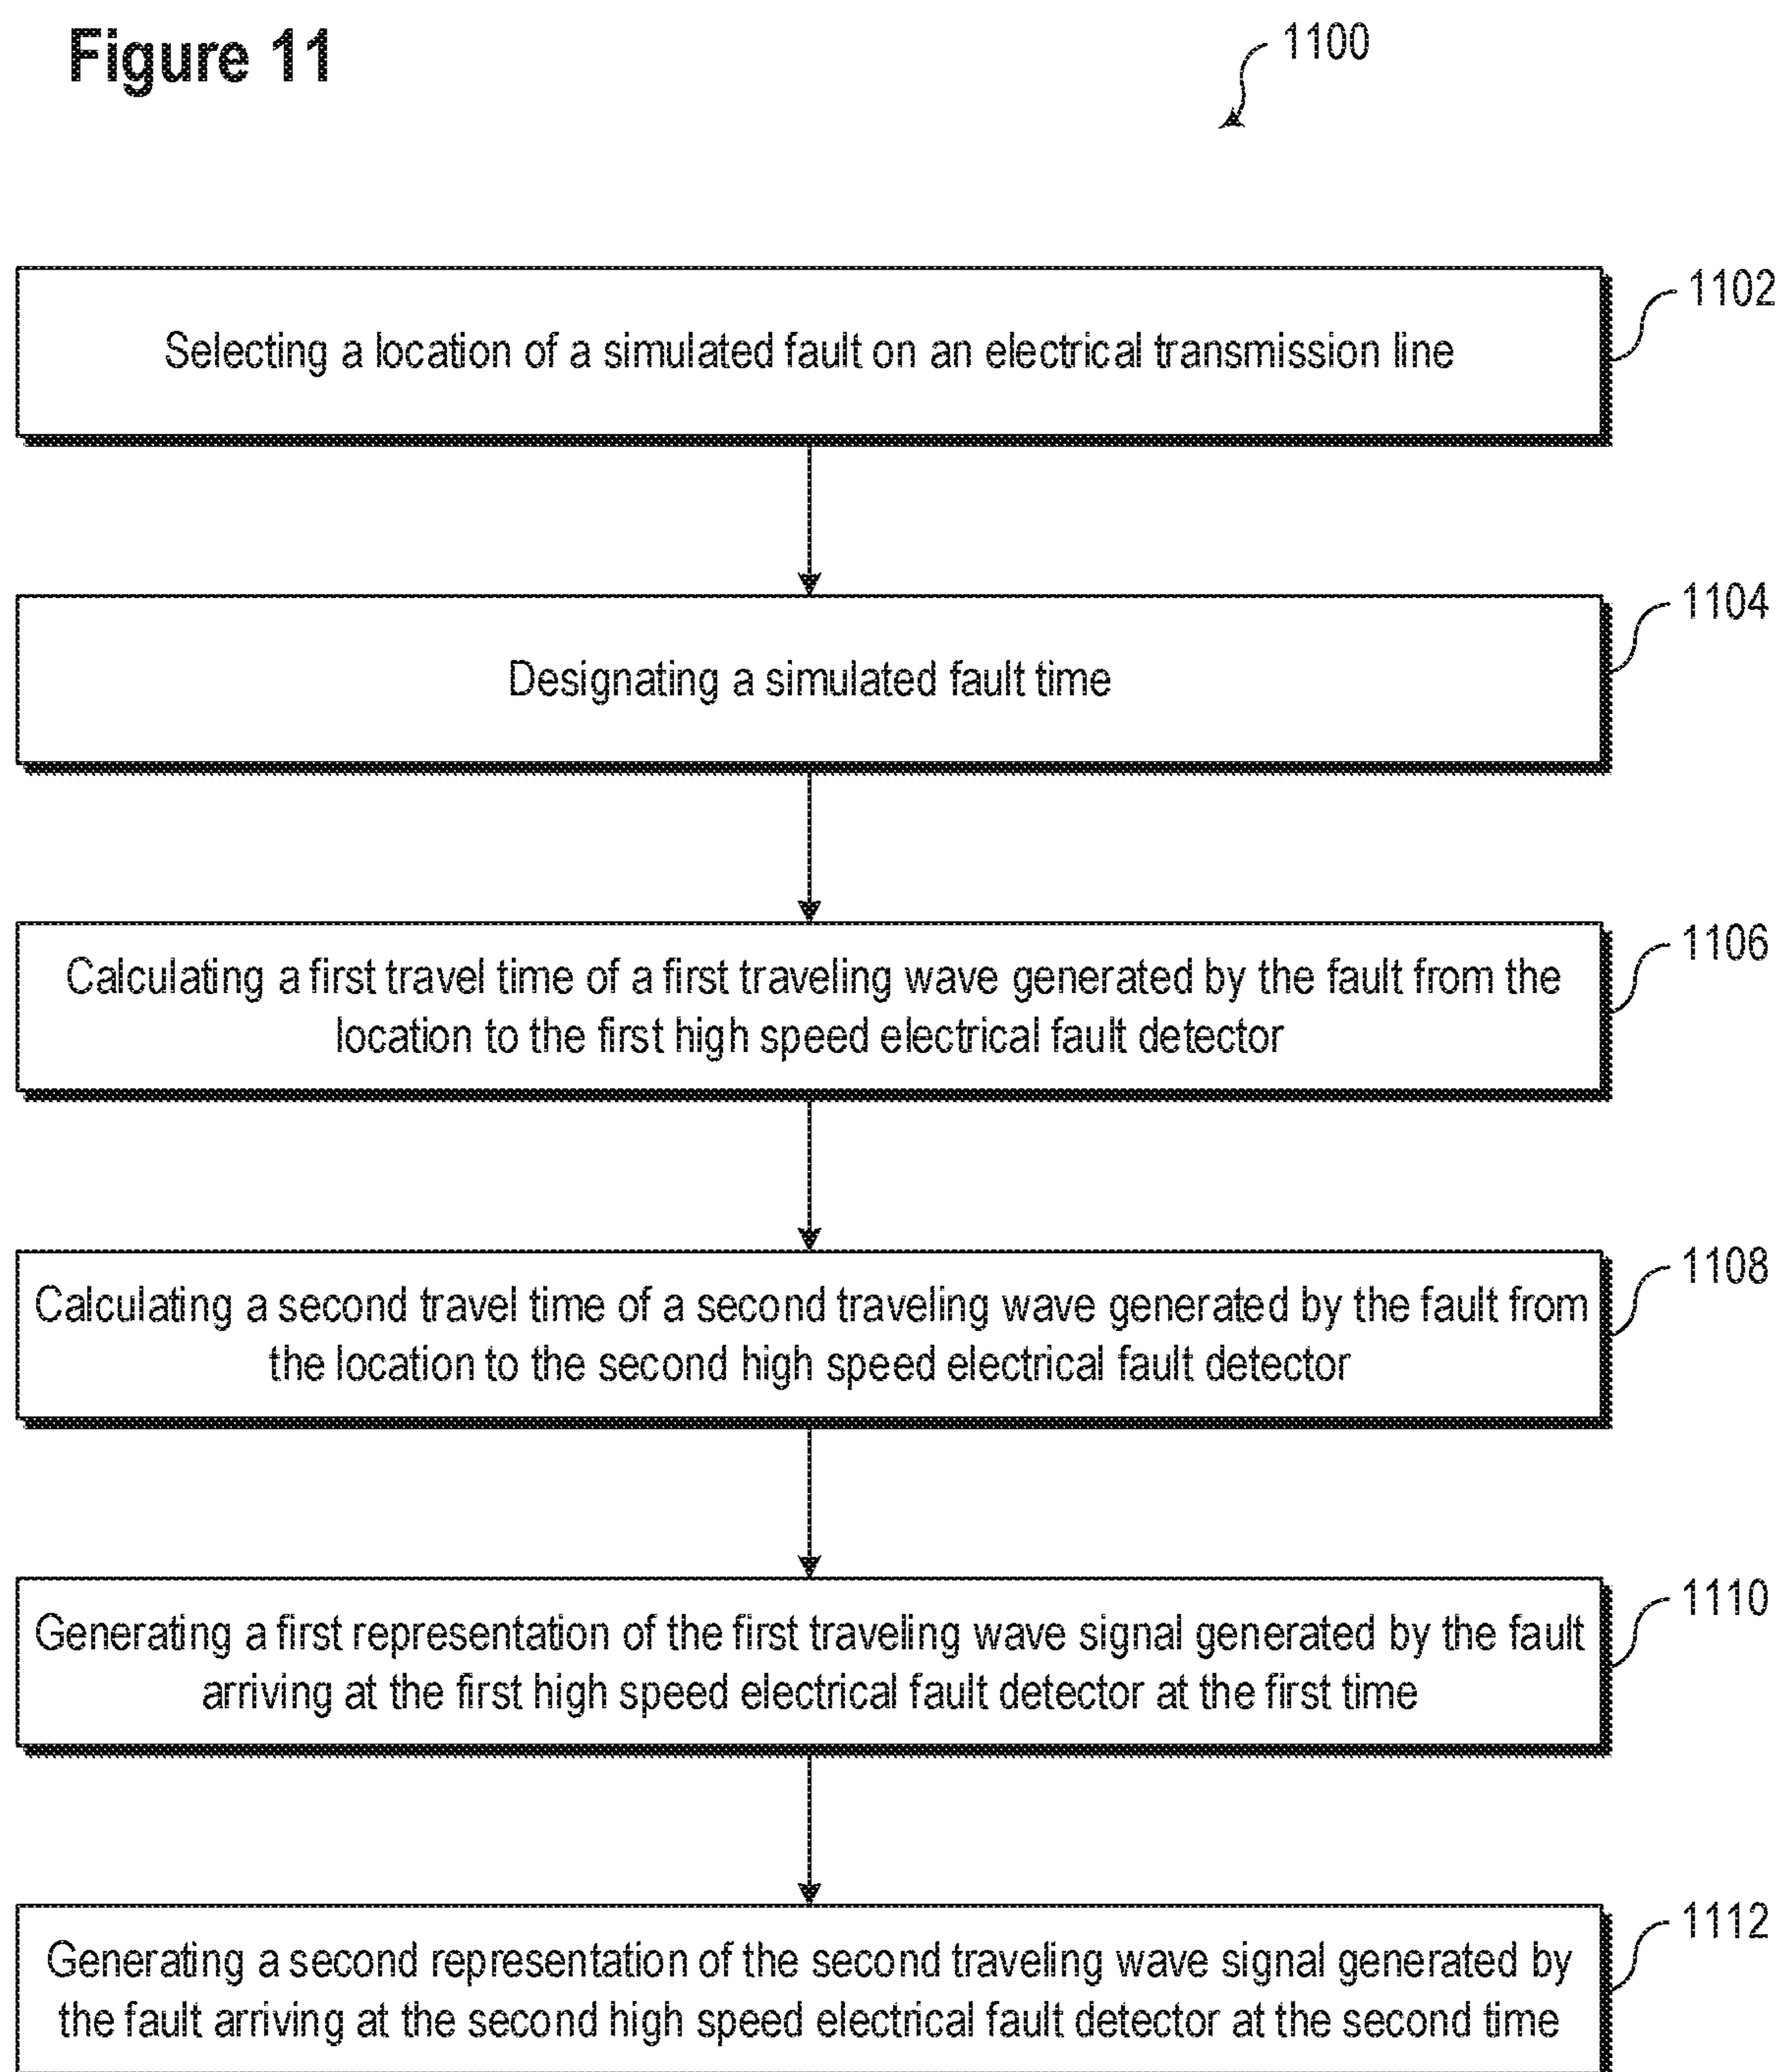 Figure 11
1100
Selecting a location of a simulated fault on an electrical transmission line
1102
Designating a simulated fault time
1104
Calculating a first travel time of a first traveling wave generated by the fault from the
location to the first high speed electrical fault detector
1106
Calculating a second travel time of a second traveling wave generated by the fault from
the location to the second high speed electrical fault detector
1108
Generating a first representation of the first traveling wave signal generated by the fault
arriving at the first high speed electrical fault detector at the first time
1110
Generating a second representation of the second traveling wave signal generated by
the fault arriving at the second high speed electrical fault detector at the second time
1112